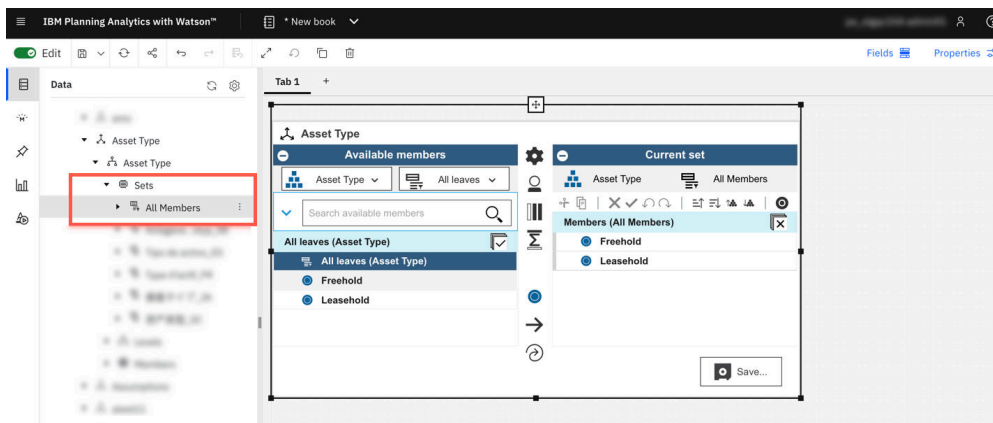 IBM Planning Analytics with Watson™
* New book
Edit
Fields
Properties
Data
Tab 1 +
Asset Type
Asset Type
Sets
All Members
Levels
Members
Asset Type
Available members
Asset Type
All leaves
Search available members
All leaves (Asset Type)
All leaves (Asset Type)
Freehold
Leasehold
Current set
Asset Type
All Members
Members (All Members)
Freehold
Leasehold
Save...